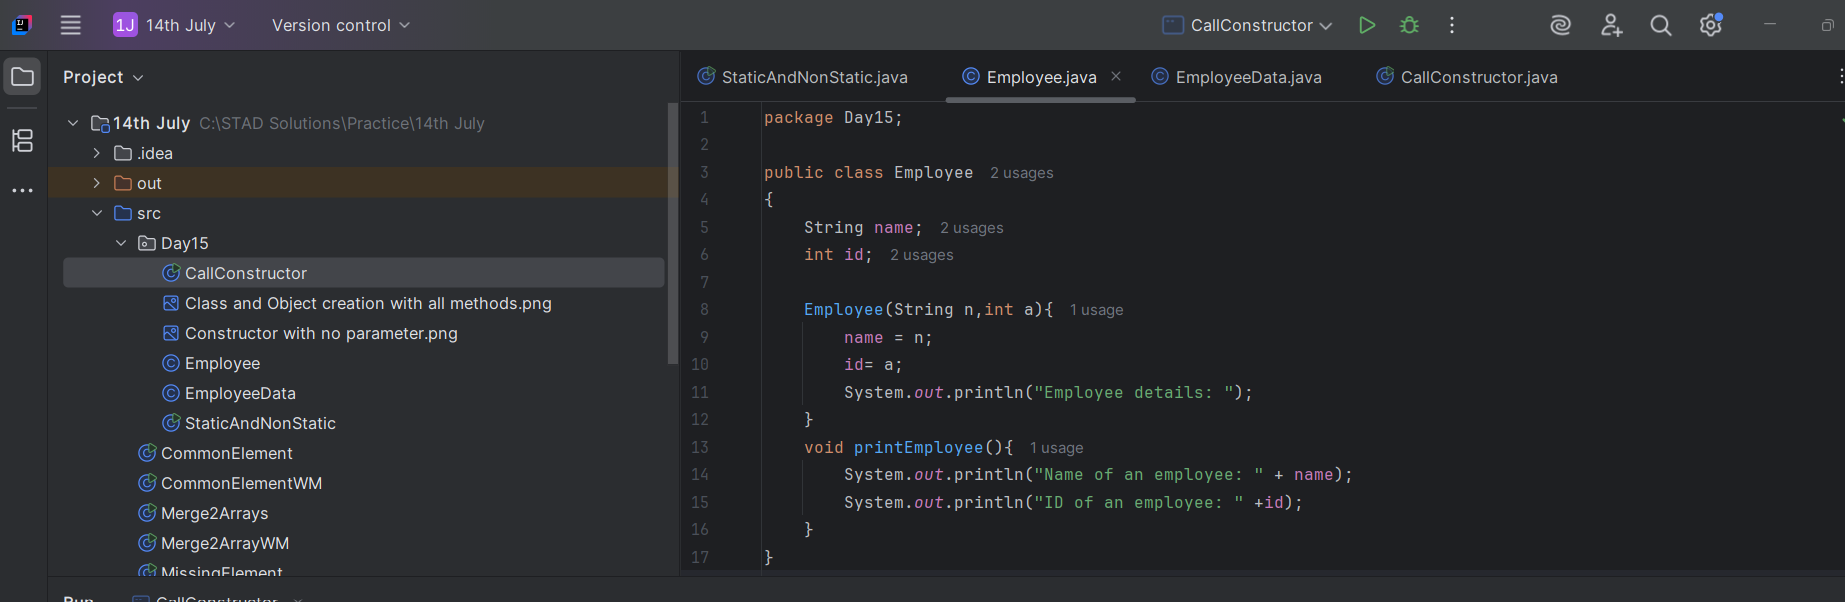 14th July Version control CallConstructor
Project
StaticAndNonStatic.java Employee.java EmployeeData.java CallConstructor.java
14th July C:\STAD Solutions\Practice\14th July
.idea
out
src
Day15
CallConstructor
Class and Object creation with all methods.png
Constructor with no parameter.png
Employee
EmployeeData
StaticAndNonStatic
CommonElement
CommonElementWM
Merge2Arrays
Merge2ArrayWM
MissingElement
1 package Day15;
2
3 public class Employee 2 usages
4 {
5 String name; 2 usages
6 int id; 2 usages
7
8 Employee(String n,int a){ 1 usage
9 name = n;
10 id= a;
11 System.out.println("Employee details: ");
12 }
13 void printEmployee(){ 1 usage
14 System.out.println("Name of an employee: " + name);
15 System.out.println("ID of an employee: " +id);
16 }
17 }
Run CallConstructor